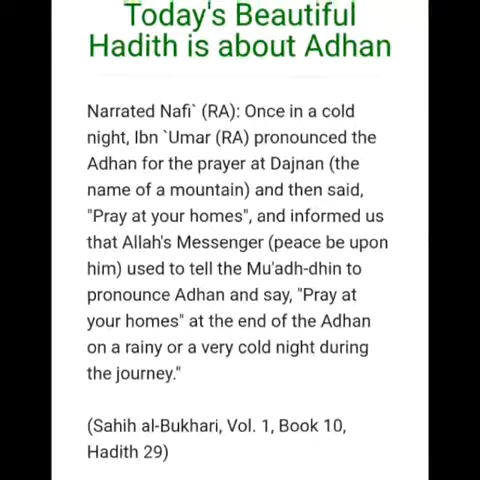 Today's Beautiful
Hadith is about Adhan
Narrated Nafi` (RA): Once in a cold
night, Ibn `Umar (RA) pronounced the
Adhan for the prayer at Dajnan (the
name of a mountain) and then said,
"Pray at your homes", and informed us
that Allah's Messenger (peace be upon
him) used to tell the Mu'adh-dhin to
pronounce Adhan and say, "Pray at
your homes" at the end of the Adhan
on a rainy or a very cold night during
the journey."
(Sahih al-Bukhari, Vol. 1, Book 10,
Hadith 29)